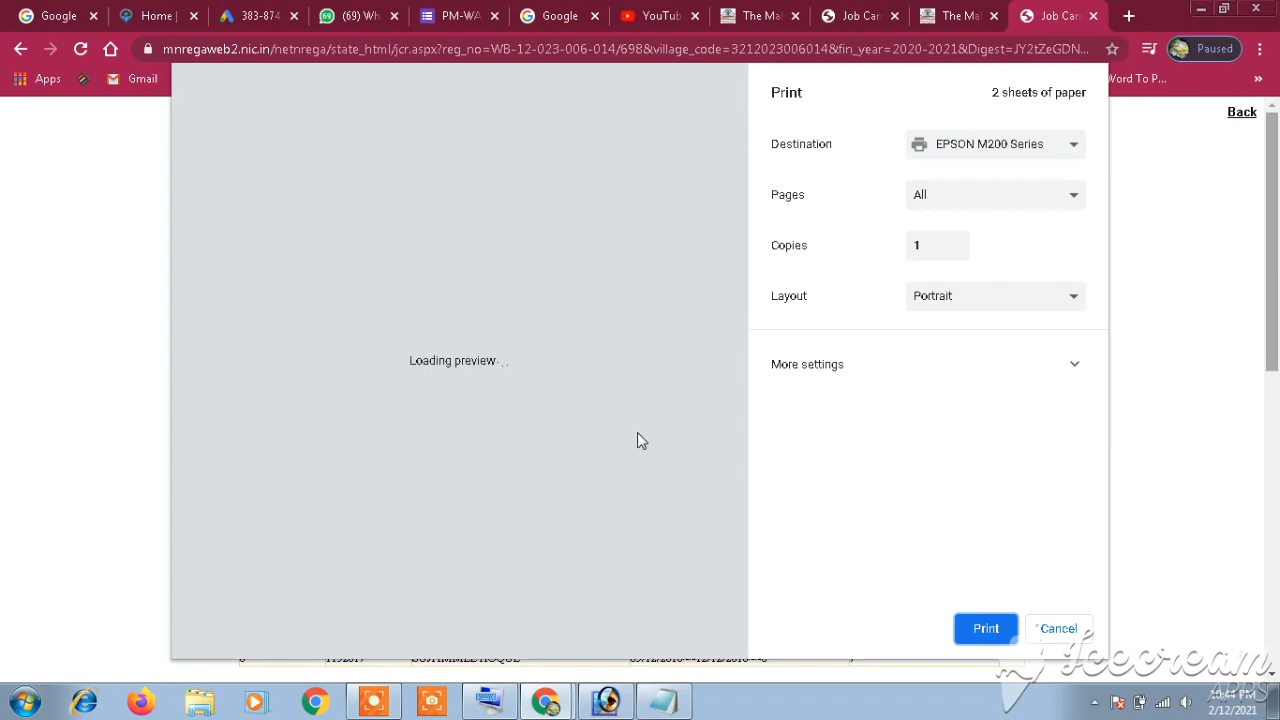 Google
Home |
383-874
(69) Wh
PM-WA
Google
YouTube
The Ma
Job Car
The Ma
Job Car
mnregaweb2.nic.in/netnrega/state_html/jcr.aspx?reg_no=WB-12-023-006-014/698&village_code=3212023006014&fin_year=2020-2021&Digest=JY2tZeGDN...
Paused
Apps
Gmail
Word To P...
»
Back
Print
2 sheets of paper
Destination
EPSON M200 Series
Pages
All
Copies
1
Layout
Portrait
Loading preview...
More settings
Print
Cancel
Icecream
APPS
10:44 PM
2/12/2021